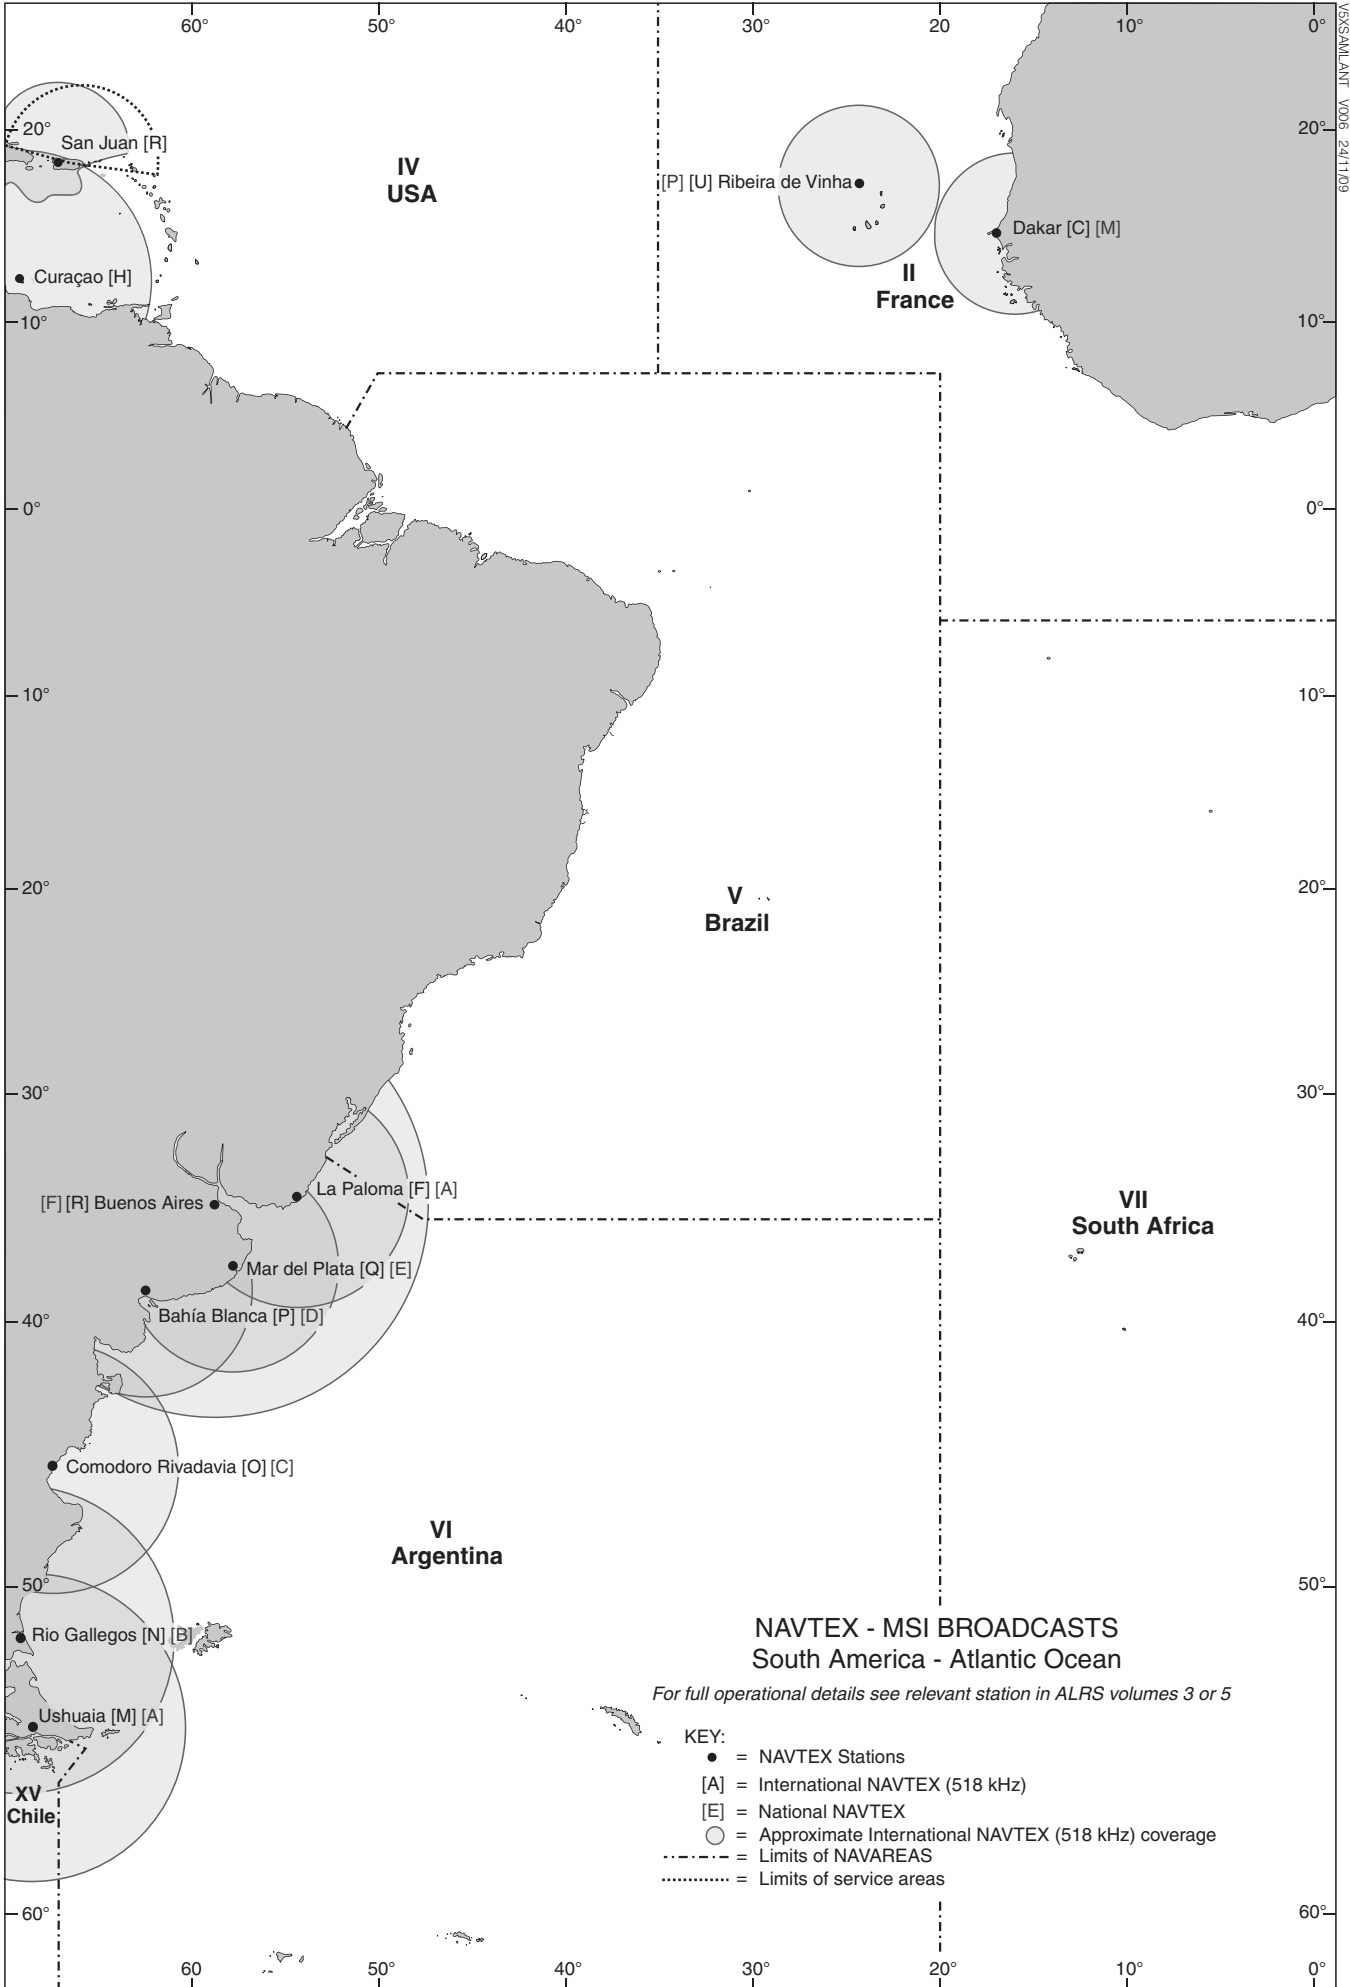 60° 50° 40° 30° 20 10° 0°
V5XSAMLANT V006 24/11/09
20° 20°
San Juan [R]
IV
USA
[P] [U] Ribeira de Vinha
Dakar [C] [M]
Curaçao [H]
II
France
10° 10°
0° 0°
10° 10°
20° 20°
V
Brazil
30° 30°
La Paloma [F] [A]
[F] [R] Buenos Aires
VII
South Africa
Mar del Plata [Q] [E]
Bahía Blanca [P] [D]
40° 40°
Comodoro Rivadavia [O] [C]
VI
Argentina
50° 50°
Rio Gallegos [N] [B]
NAVTEX - MSI BROADCASTS
South America - Atlantic Ocean
For full operational details see relevant station in ALRS volumes 3 or 5
Ushuaia [M] [A]
KEY:
= NAVTEX Stations
[A] = International NAVTEX (518 kHz)
[E] = National NAVTEX
= Approximate International NAVTEX (518 kHz) coverage
= Limits of NAVAREAS
= Limits of service areas
XV
Chile
60° 60°
60 50° 40° 30° 20° 10° 0°